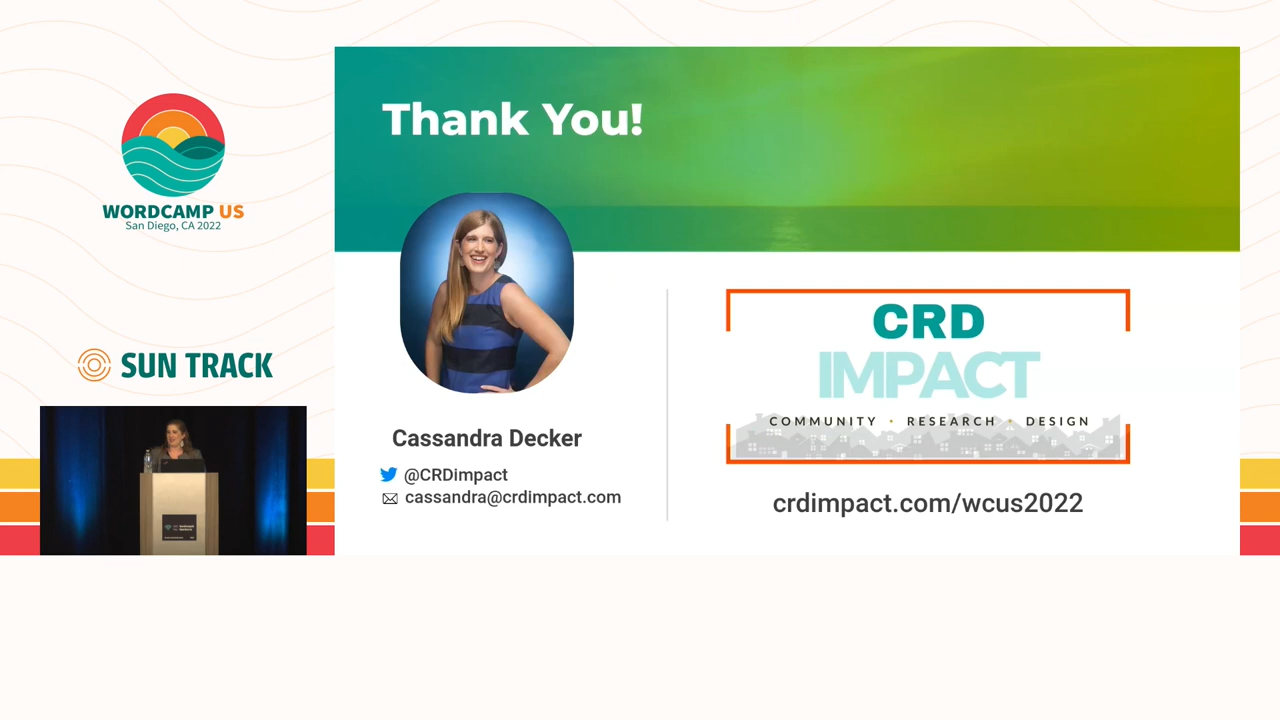 WORDCAMP US
San Diego, CA 2022
SUN TRACK
Thank You!
Cassandra Decker
@CRDimpact
cassandra@crdimpact.com
CRD
IMPACT
COMMUNITY • RESEARCH • DESIGN
crdimpact.com/wcus2022